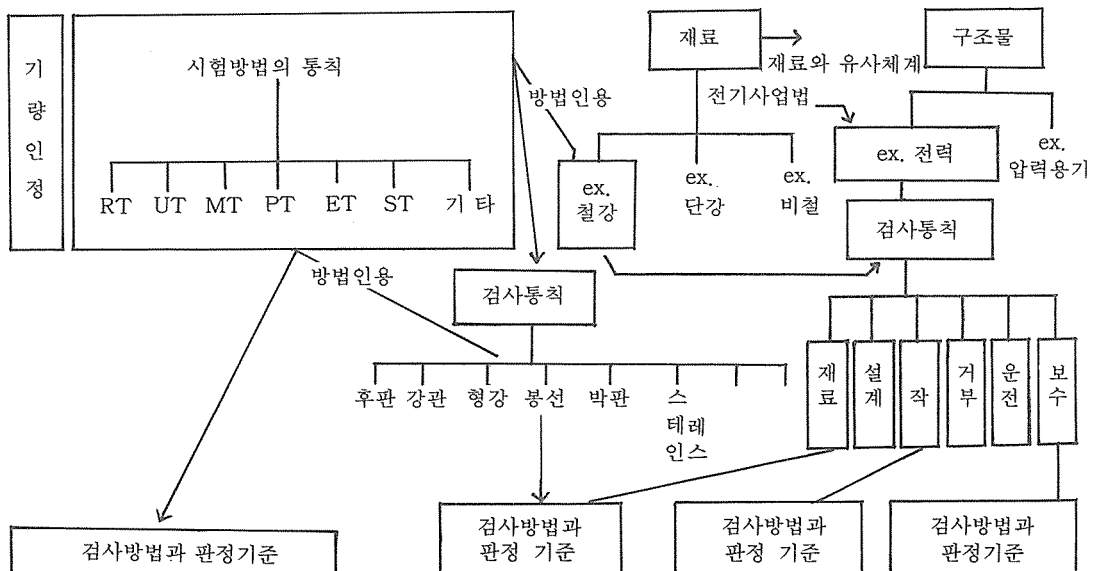 기
량
인
정
시험방법의 통칙
RT UT MT PT ET ST 기 타
방법인용
재료
재료와 유사체계
구조물
전기사업법
ex.
철강
ex.
단강
ex.
비철
ex. 전력
ex.
압력용기
검사통칙
방법인용
검사통칙
후판 강관 형강 봉선 박판 스
테레
인스
재
료
설
계
작
거
부
운
전
보
수
검사방법과 판정기준
검사방법과
판정 기준
검사방법과
판정 기준
검사방법과
판정기준